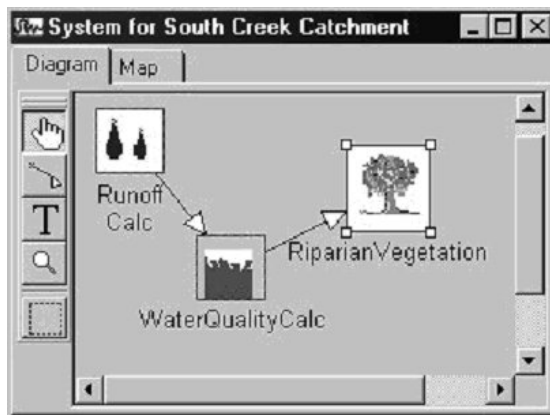 System for South Creek Catchment
Diagram Map
T
Runoff
Calc
RiparianVegetation
WaterQualityCalc